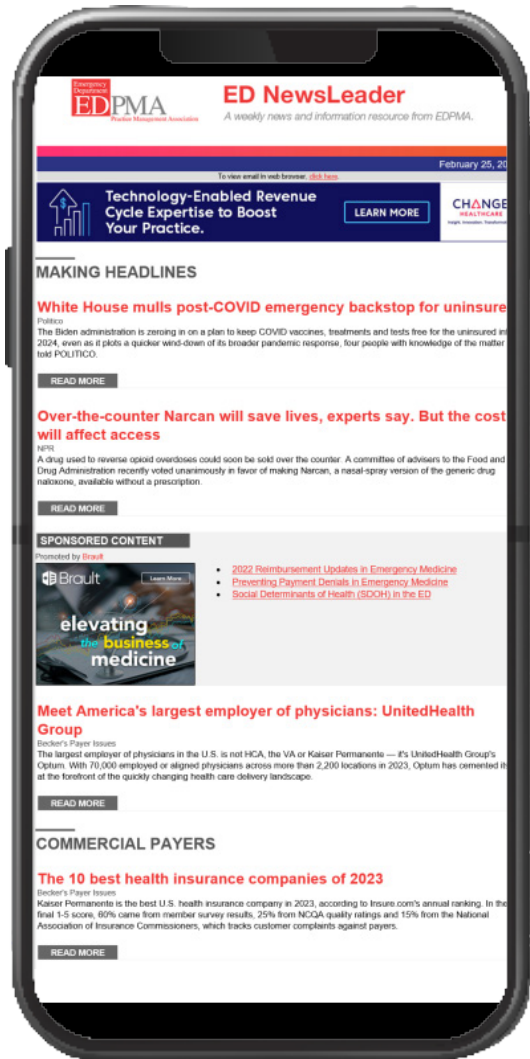 Emergency
Department
EDPMA
Practice Management Association
ED NewsLeader
A weekly news and information resource from EDPMA.
February 25, 20
To view email in web browser, click here.
Technology-Enabled Revenue
Cycle Expertise to Boost
Your Practice.
LEARN MORE
CHANGE
HEALTHCARE
Insight. Innovation. Transformation
MAKING HEADLINES
White House mulls post-COVID emergency backstop for uninsure
Politico
The Biden administration is zeroing in on a plan to keep COVID vaccines, treatments and tests free for the uninsured int
2024, even as it plots a quicker wind-down of its broader pandemic response, four people with knowledge of the matter
told POLITICO.
READ MORE
Over-the-counter Narcan will save lives, experts say. But the cost
will affect access
NPR
A drug used to reverse opioid overdoses could soon be sold over the counter. A committee of advisers to the Food and
Drug Administration recently voted unanimously in favor of making Narcan, a nasal-spray version of the generic drug
naloxone, available without a prescription.
READ MORE
SPONSORED CONTENT
Promoted by Brault
Brault
Learn More
elevating
the business of
medicine
• 2022 Reimbursement Updates in Emergency Medicine
• Preventing Payment Denials in Emergency Medicine
• Social Determinants of Health (SDOH) in the ED
Meet America's largest employer of physicians: UnitedHealth
Group
Becker's Payer Issues
The largest employer of physicians in the U.S. is not HCA, the VA or Kaiser Permanente — it's UnitedHealth Group's
Optum. With 70,000 employed or aligned physicians across more than 2,200 locations in 2023, Optum has cemented its
at the forefront of the quickly changing health care delivery landscape.
READ MORE
COMMERCIAL PAYERS
The 10 best health insurance companies of 2023
Becker's Payer Issues
Kaiser Permanente is the best U.S. health insurance company in 2023, according to Insure.com's annual ranking. In the
final 1-5 score, 60% came from member survey results, 25% from NCQA quality ratings and 15% from the National
Association of Insurance Commissioners, which tracks customer complaints against payers.
READ MORE